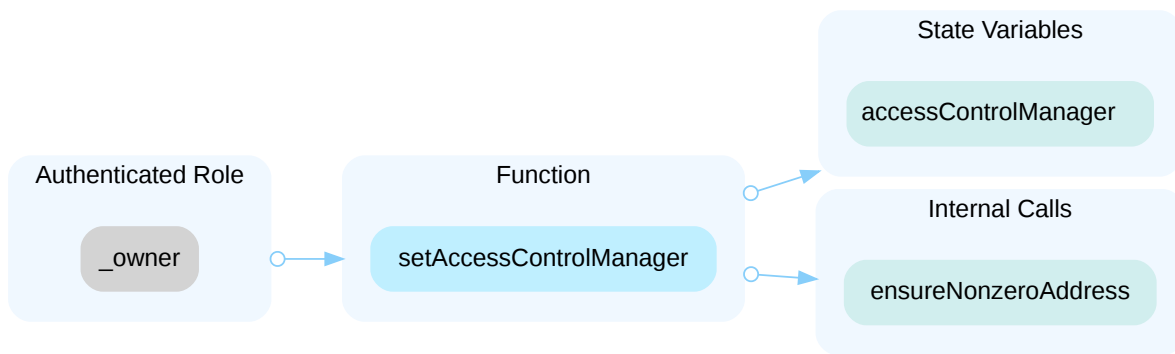 Authenticated Role
_owner
Function
setAccessControlManager
State Variables
accessControlManager
Internal Calls
ensureNonzeroAddress